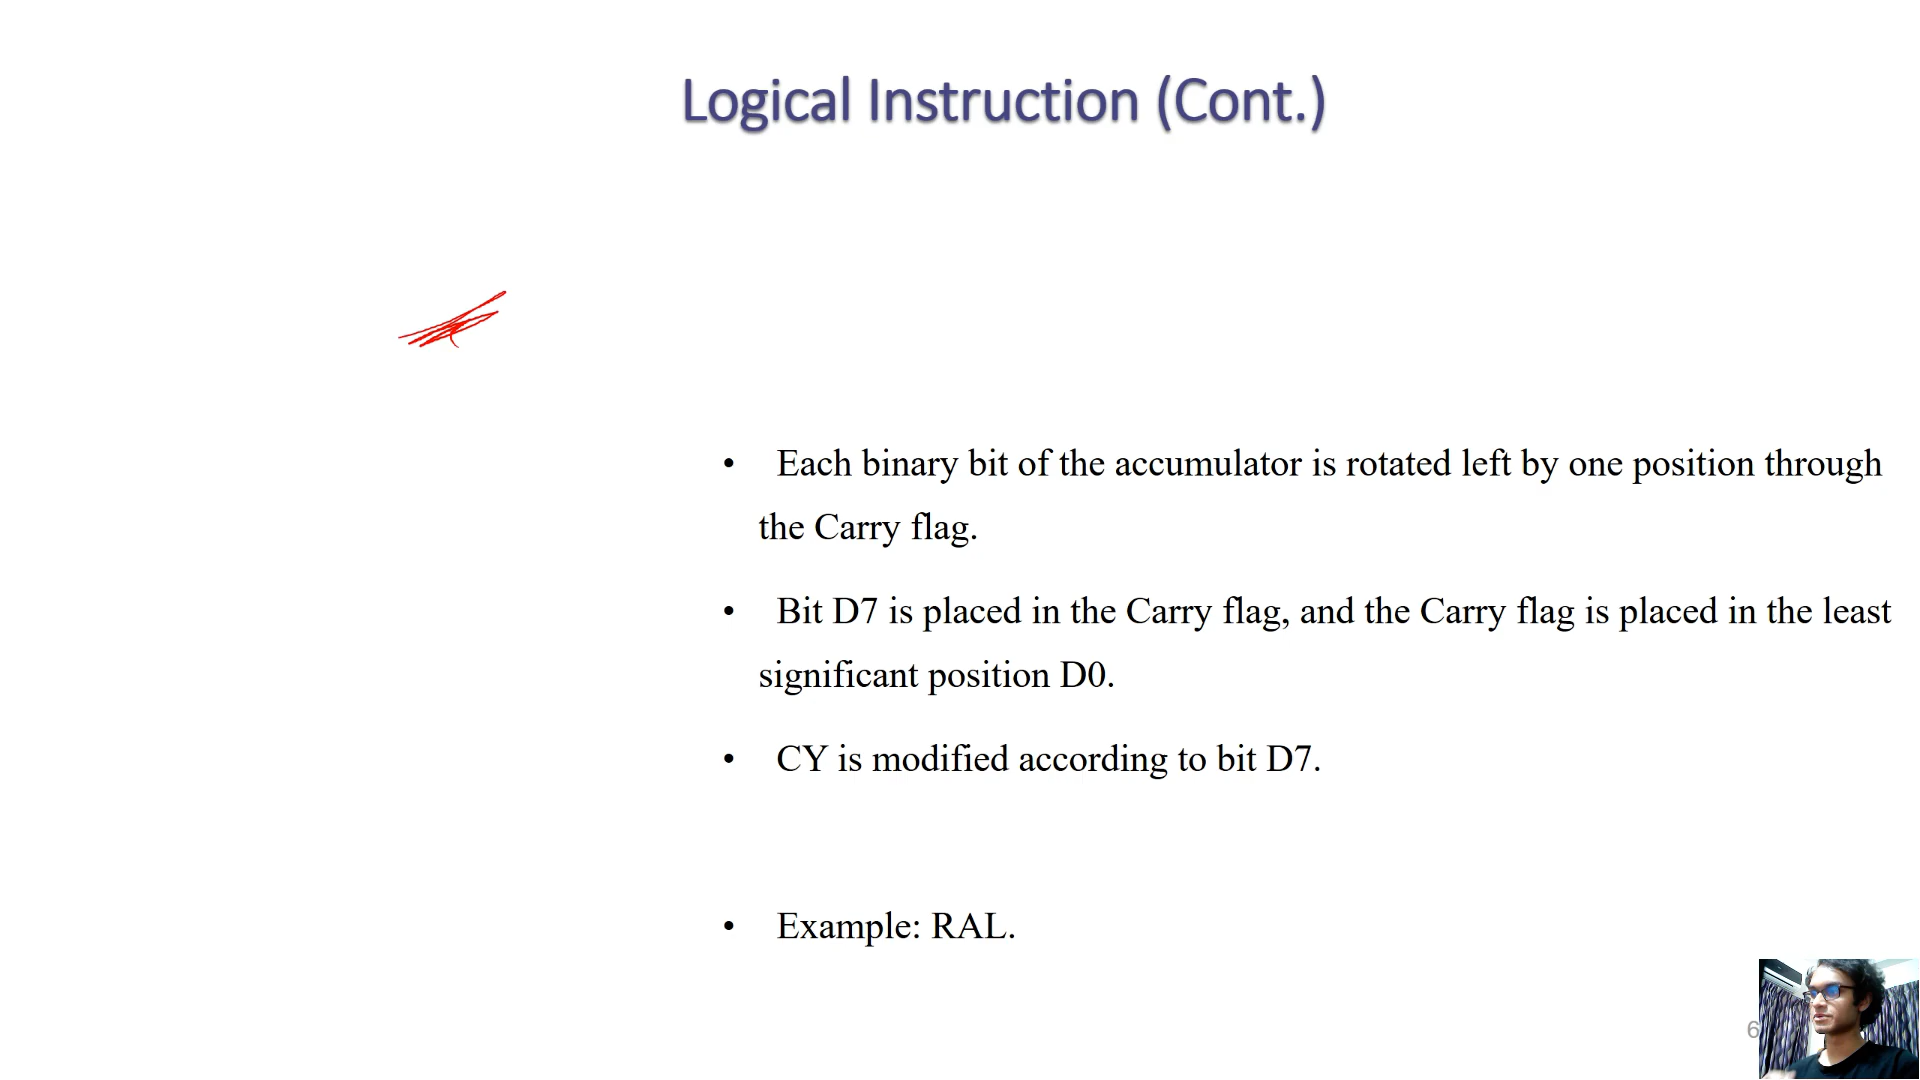 Logical Instruction (Cont.)
• Each binary bit of the accumulator is rotated left by one position through
the Carry flag.
• Bit D7 is placed in the Carry flag, and the Carry flag is placed in the least
significant position D0.
• CY is modified according to bit D7.
• Example: RAL.
6